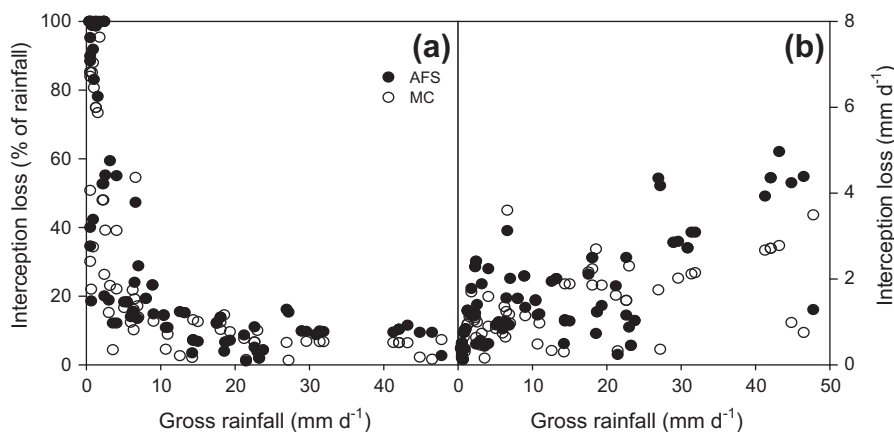 100
80
60
40
20
0
Interception loss (% of rainfall)
(a)
AFS
MC
0 10 20 30 40
Gross rainfall (mm d-1)
(b)
0 10 20 30 40 50
Gross rainfall (mm d-1)
8
6
4
2
0
Interception loss (mm d-1)